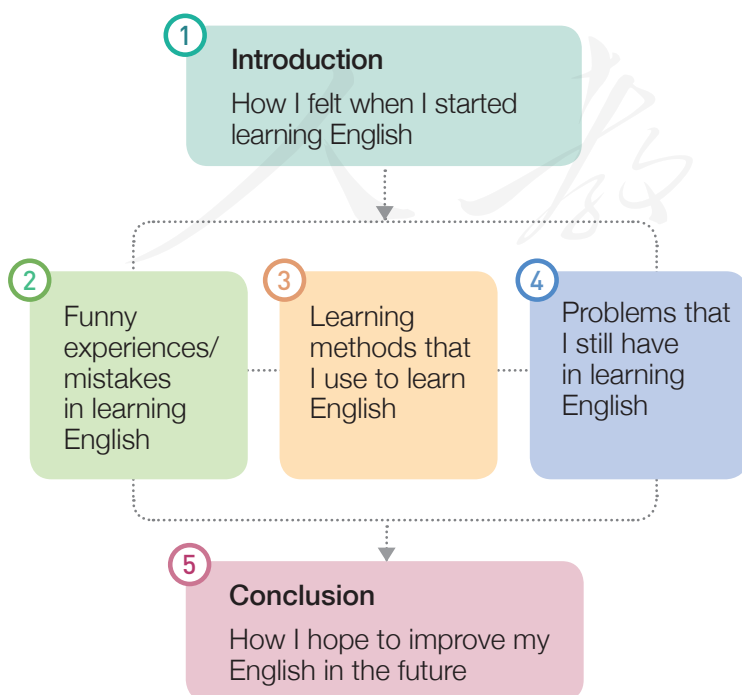 1
Introduction
How I felt when I started
learning English
2
Funny
experiences/
mistakes
in learning
English
3
Learning
methods that
I use to learn
English
4
Problems that
I still have
in learning
English
5
Conclusion
How I hope to improve my
English in the future
人教